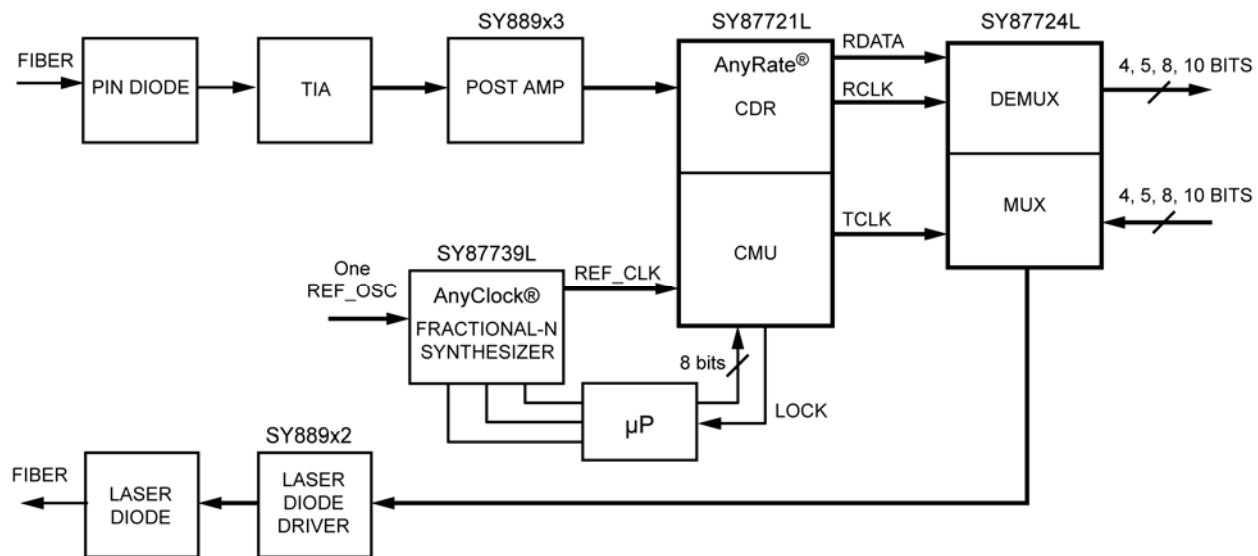 SY889x3
SY87721L
SY87724L
FIBER
PIN DIODE
TIA
POST AMP
AnyRate®
CDR
RDATA
RCLK
DEMUX
4, 5, 8, 10 BITS
CMU
TCLK
MUX
4, 5, 8, 10 BITS
SY87739L
One
REF_OSC
AnyClock®
FRACTIONAL-N
SYNTHESIZER
REF_CLK
8 bits
µP
LOCK
SY889x2
FIBER
LASER
DIODE
LASER
DIODE
DRIVER